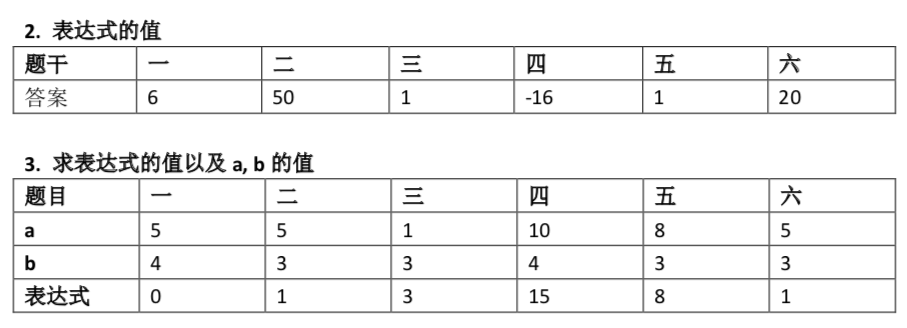 2. 表达式的值
题干 一 二 三 四 五 六
答案 6 50 1 -16 1 20
3. 求表达式的值以及 a, b 的值
题目 一 二 三 四 五 六
a 5 5 1 10 8 5
b 4 3 3 4 3 3
表达式 0 1 3 15 8 1